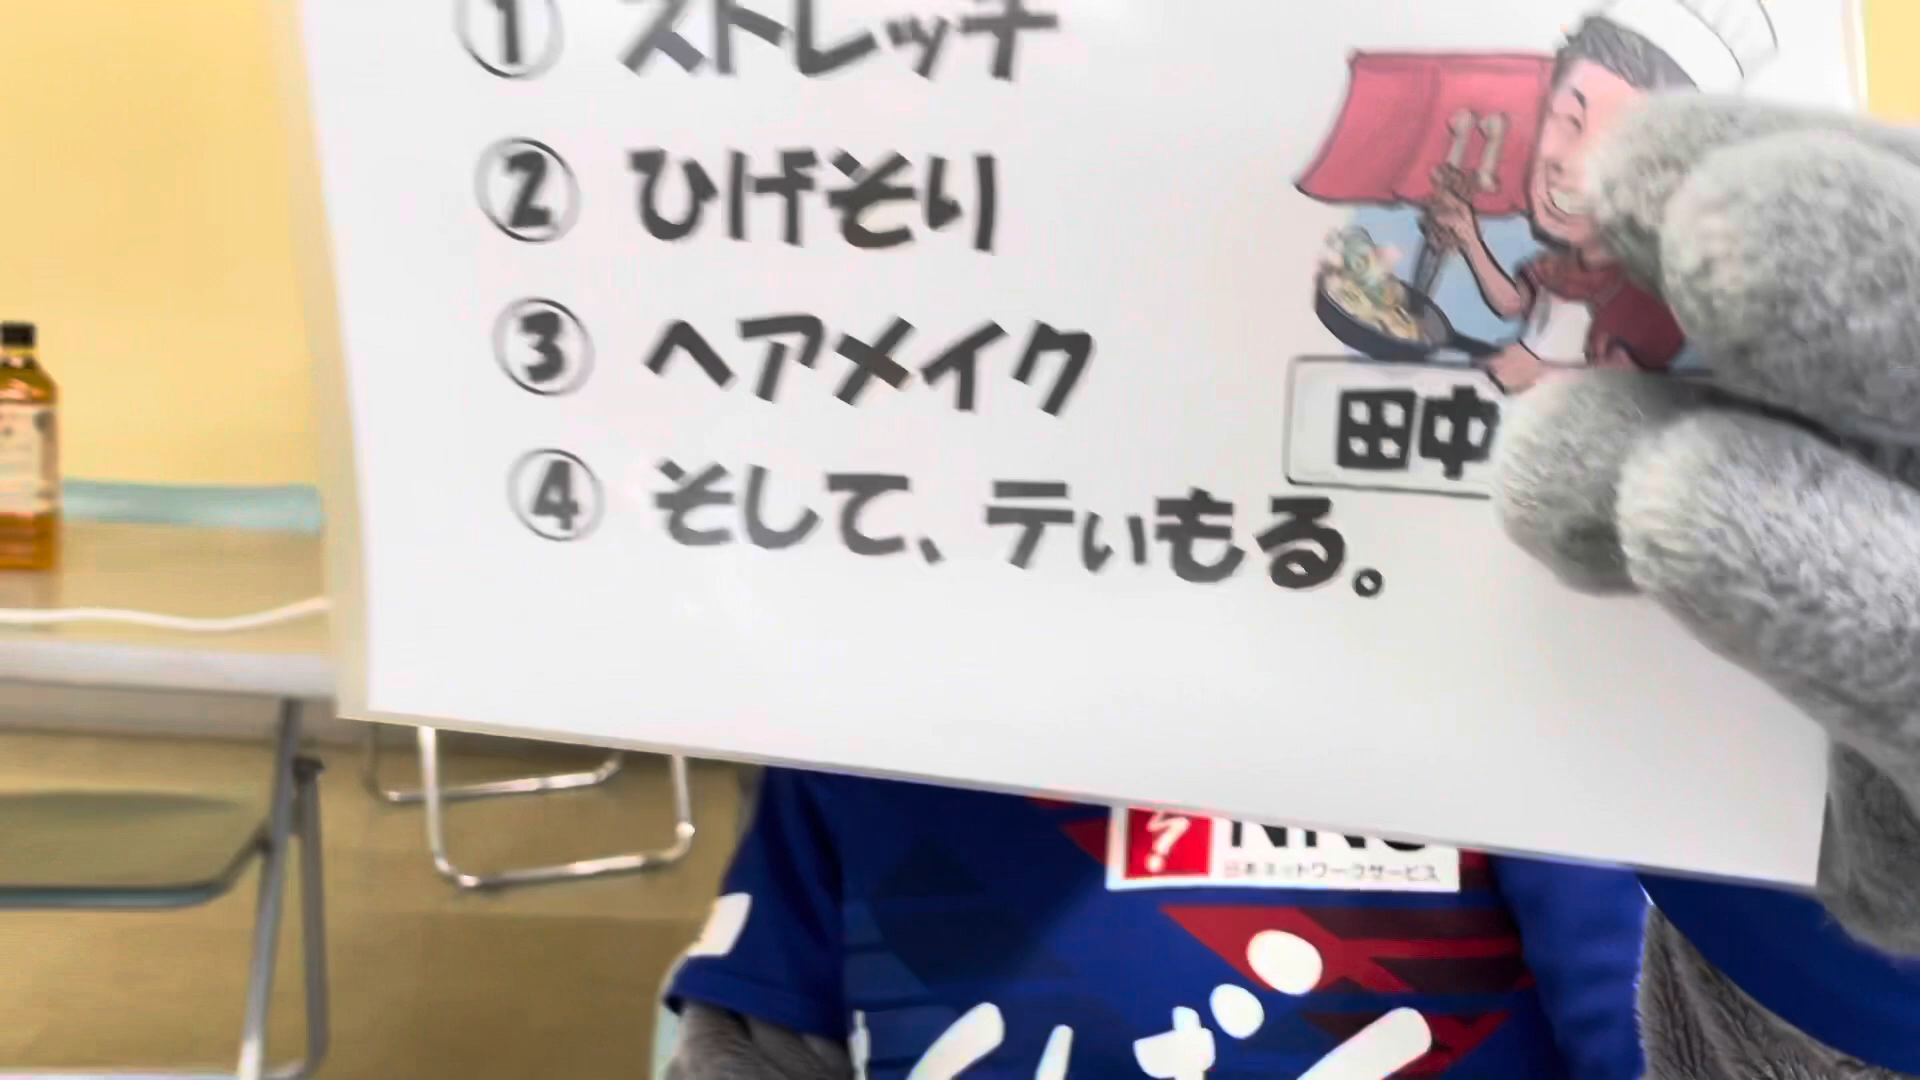 ① ストレッチ
11
② ひげそり
③ ヘアメイク
田中
④ そして、テぃもる。
日本ネットワークサービス